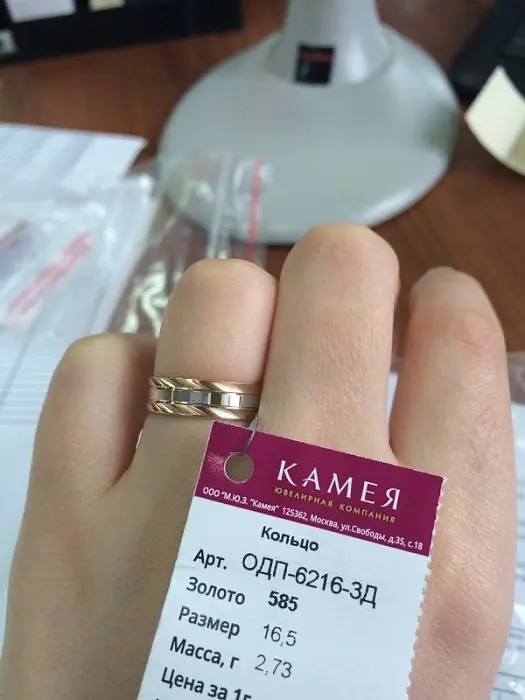 КАМЕЯ
ЮВЕЛИРНАЯ КОМПАНИЯ
ООО "М.Ю.З. "Камея" 125362, Москва, ул.Свободы, д.35, с.18
Кольцо
Арт. ОДП-6216-3Д
Золото 585
Размер 16,5
Масса, г 2,73
Цена за 1г